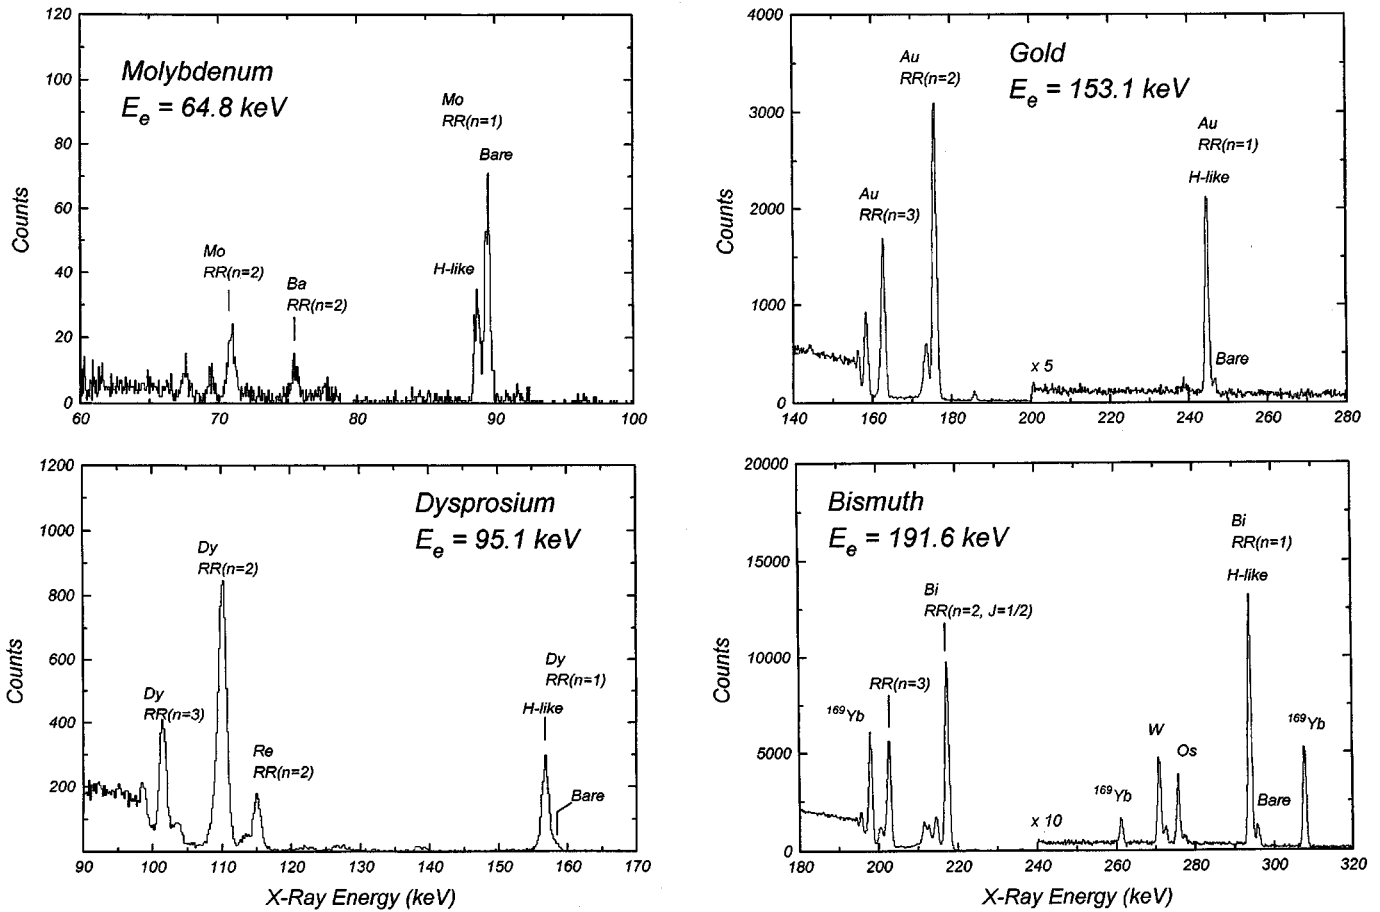 120
100
80
60
40
20
0
Counts
Molybdenum
E_e = 64.8 keV
Mo
RR(n=1)
Bare
H-like
Mo
RR(n=2)
Ba
RR(n=2)
60 70 80 90 100
4000
3000
2000
1000
0
Counts
Gold
E_e = 153.1 keV
Au
RR(n=2)
Au
RR(n=3)
Au
RR(n=1)
H-like
Bare
x 5
140 160 180 200 220 240 260 280
1200
1000
800
600
400
200
Counts
Dysprosium
E_e = 95.1 keV
Dy
RR(n=2)
Dy
RR(n=3)
Re
RR(n=2)
Dy
RR(n=1)
H-like
Bare
90 100 110 120 130 140 150 160 170
X-Ray Energy (keV)
20000
15000
10000
5000
0
Counts
Bismuth
E_e = 191.6 keV
Bi
RR(n=1)
H-like
Bi
RR(n=2, J=1/2)
RR(n=3)
¹⁶⁹Yb
W
Os
¹⁶⁹Yb
¹⁶⁹Yb
Bare
x 10
180 200 220 240 260 280 300 320
X-Ray Energy (keV)